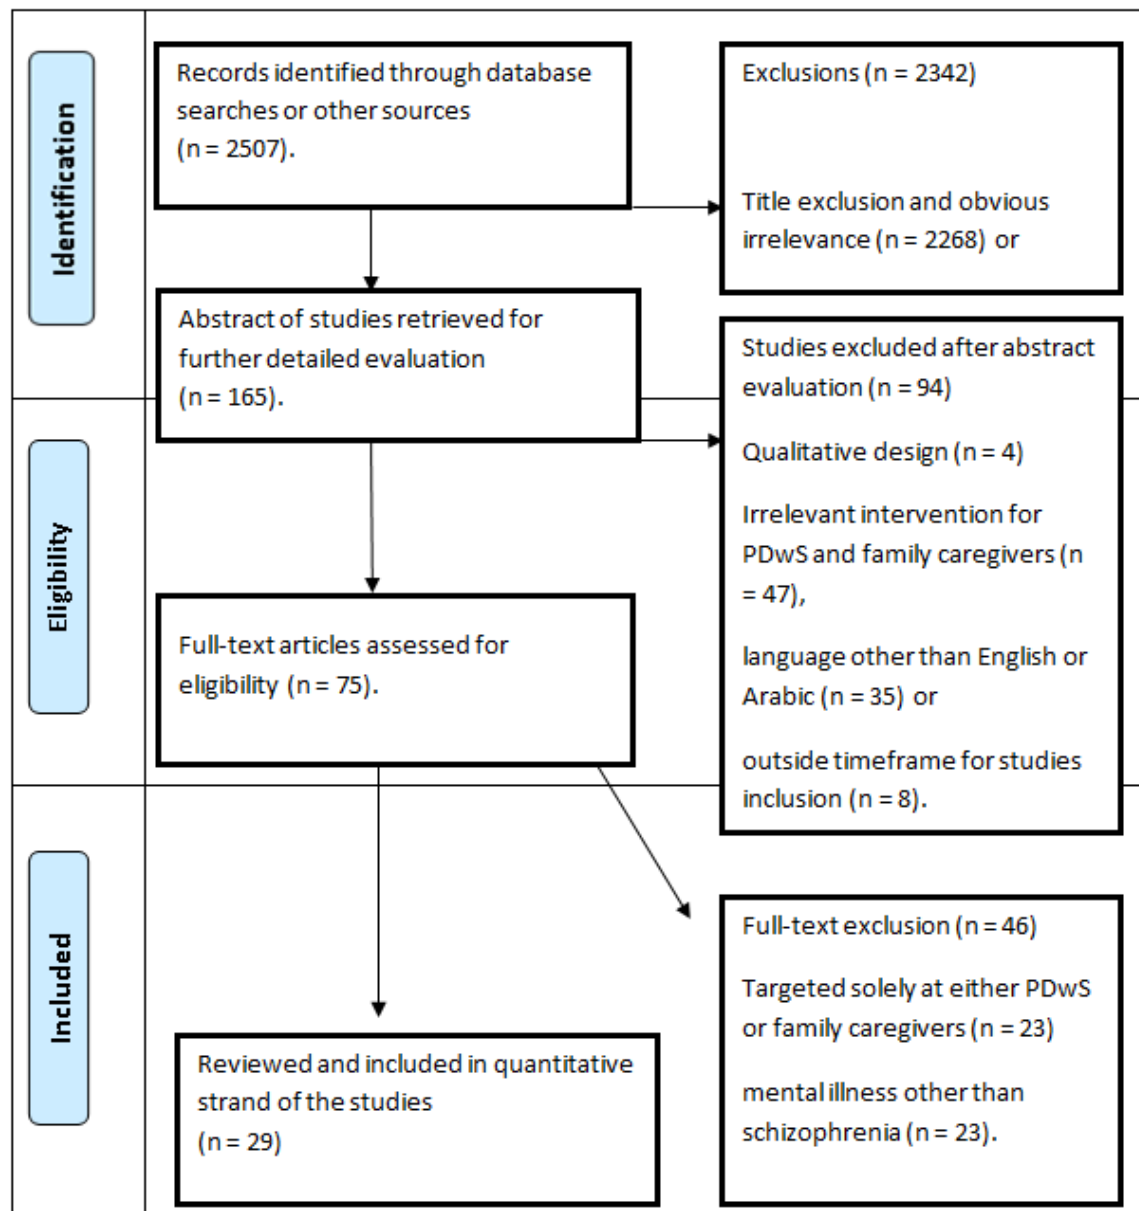 Identification
Records identified through database
searches or other sources
(n = 2507).
Exclusions (n = 2342)
Title exclusion and obvious
irrelevance (n = 2268) or
Abstract of studies retrieved for
further detailed evaluation
(n = 165).
Studies excluded after abstract
evaluation (n = 94)
Qualitative design (n = 4)
Irrelevant intervention for
PDwS and family caregivers (n
= 47),
language other than English or
Arabic (n = 35) or
outside timeframe for studies
inclusion (n = 8).
Eligibility
Full-text articles assessed for
eligibility (n = 75).
Included
Full-text exclusion (n = 46)
Targeted solely at either PDwS
or family caregivers (n = 23)
mental illness other than
schizophrenia (n = 23).
Reviewed and included in quantitative
strand of the studies
(n = 29)